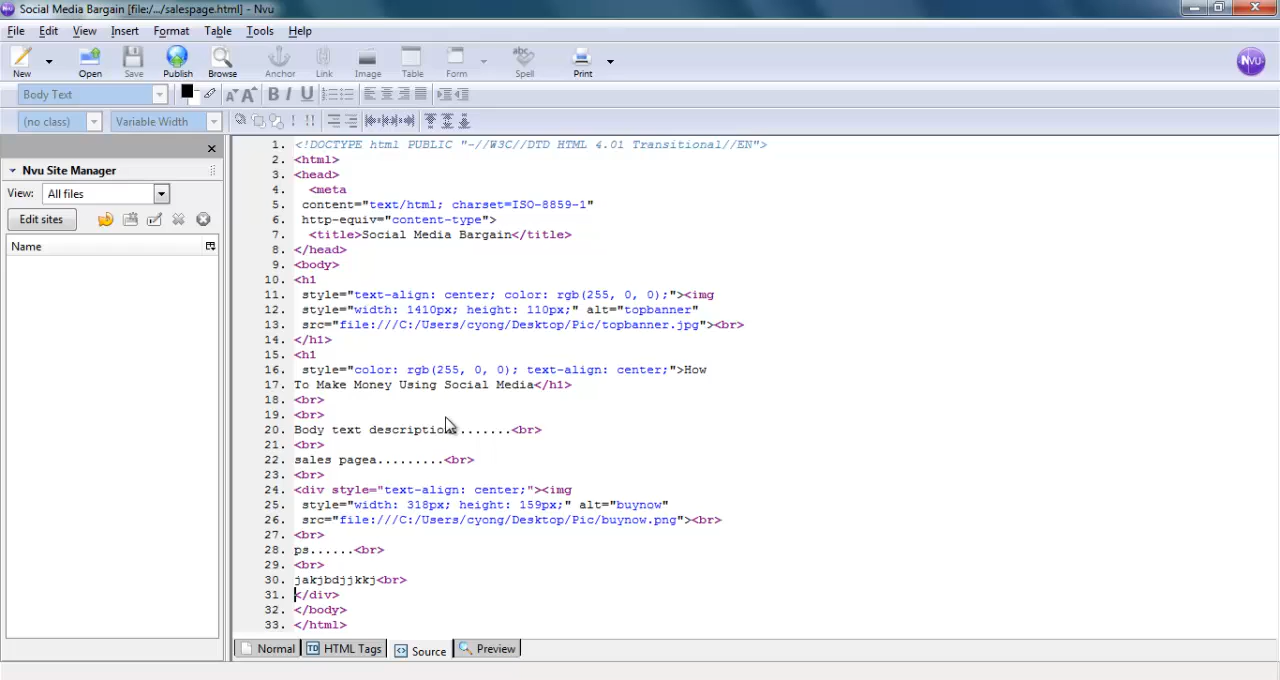 Social Media Bargain [file:/.../salespage.html] - Nvu
File Edit View Insert Format Table Tools Help
New Open Save Publish Browse Anchor Link Image Table Form Spell Print
NVU
Body Text
(no class) Variable Width
Nvu Site Manager
View: All files
Edit sites
Name
1. <!DOCTYPE html PUBLIC "-//W3C//DTD HTML 4.01 Transitional//EN">
2. <html>
3. <head>
4. <meta
5. content="text/html; charset=ISO-8859-1"
6. http-equiv="content-type">
7. <title>Social Media Bargain</title>
8. </head>
9. <body>
10. <h1
11. style="text-align: center; color: rgb(255, 0, 0);"><img
12. style="width: 1410px; height: 110px;" alt="topbanner"
13. src="file:///C:/Users/cyong/Desktop/Pic/topbanner.jpg"><br>
14. </h1>
15. <h1
16. style="color: rgb(255, 0, 0); text-align: center;">How
17. To Make Money Using Social Media</h1>
18. <br>
19. <br>
20. Body text description.......<br>
21. <br>
22. sales pagea.........<br>
23. <br>
24. <div style="text-align: center;"><img
25. style="width: 318px; height: 159px;" alt="buynow"
26. src="file:///C:/Users/cyong/Desktop/Pic/buynow.png"><br>
27. <br>
28. ps......<br>
29. <br>
30. jakjbdjjkkj<br>
31. </div>
32. </body>
33. </html>
Normal TD HTML Tags Source Preview